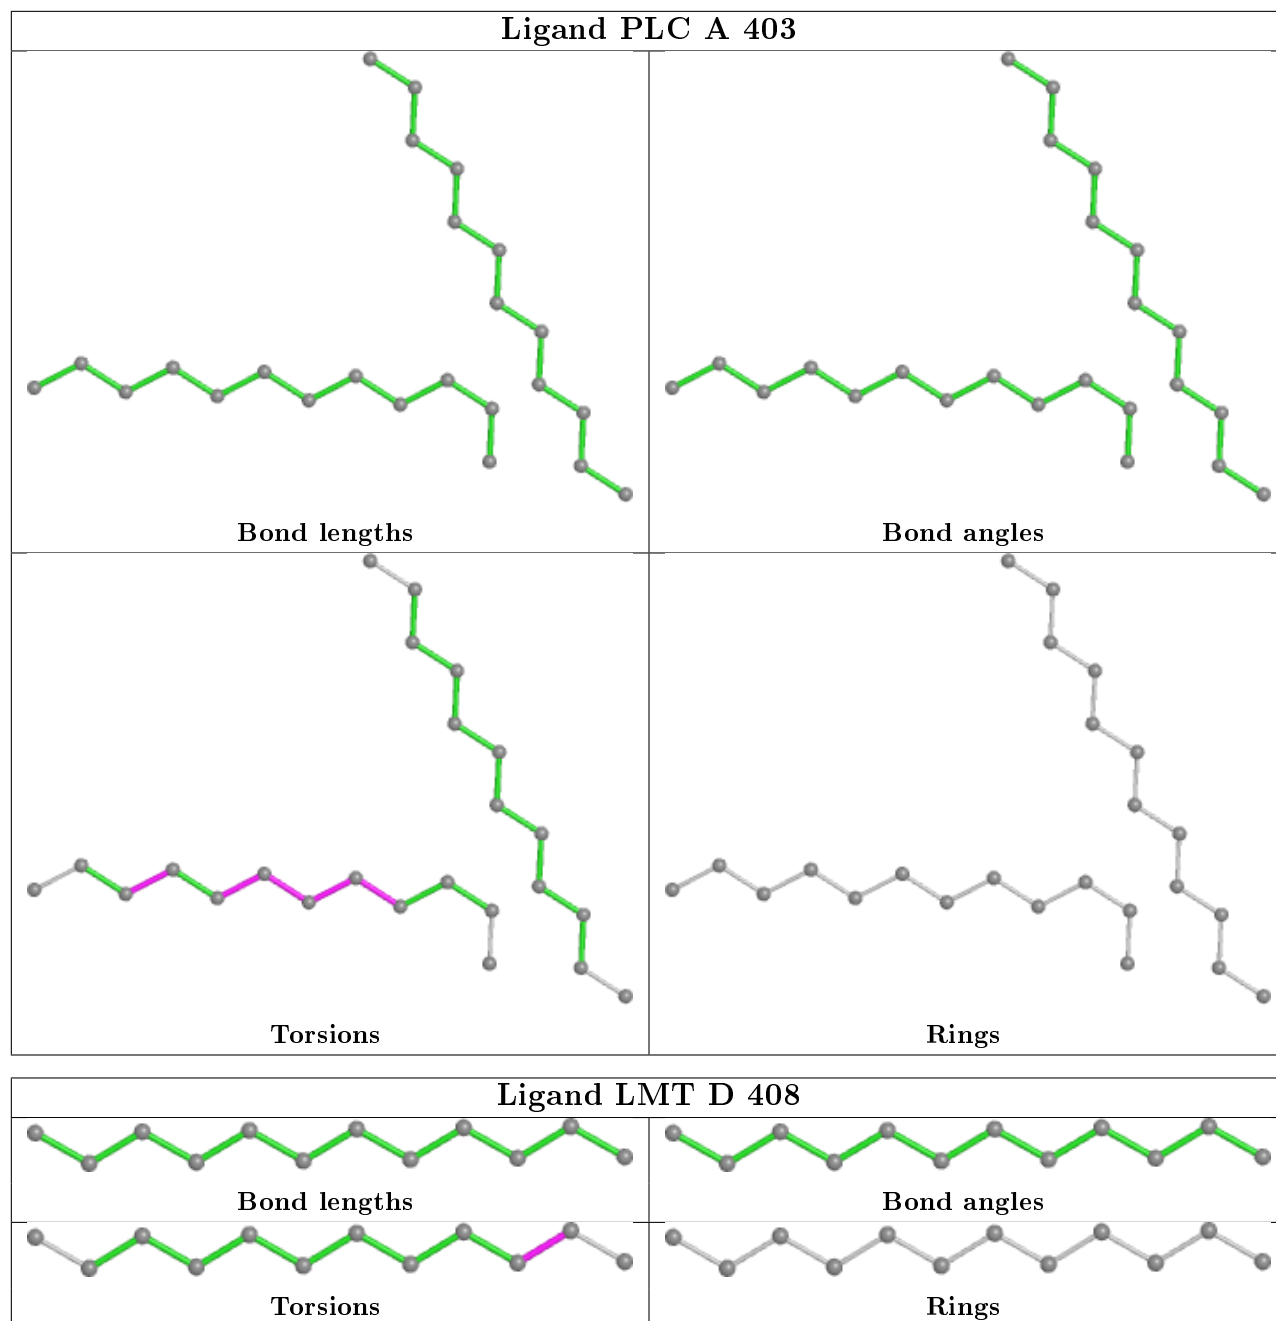 Ligand PLC A 403
Bond lengths
Bond angles
Torsions
Rings
Ligand LMT D 408
Bond lengths
Bond angles
Torsions
Rings